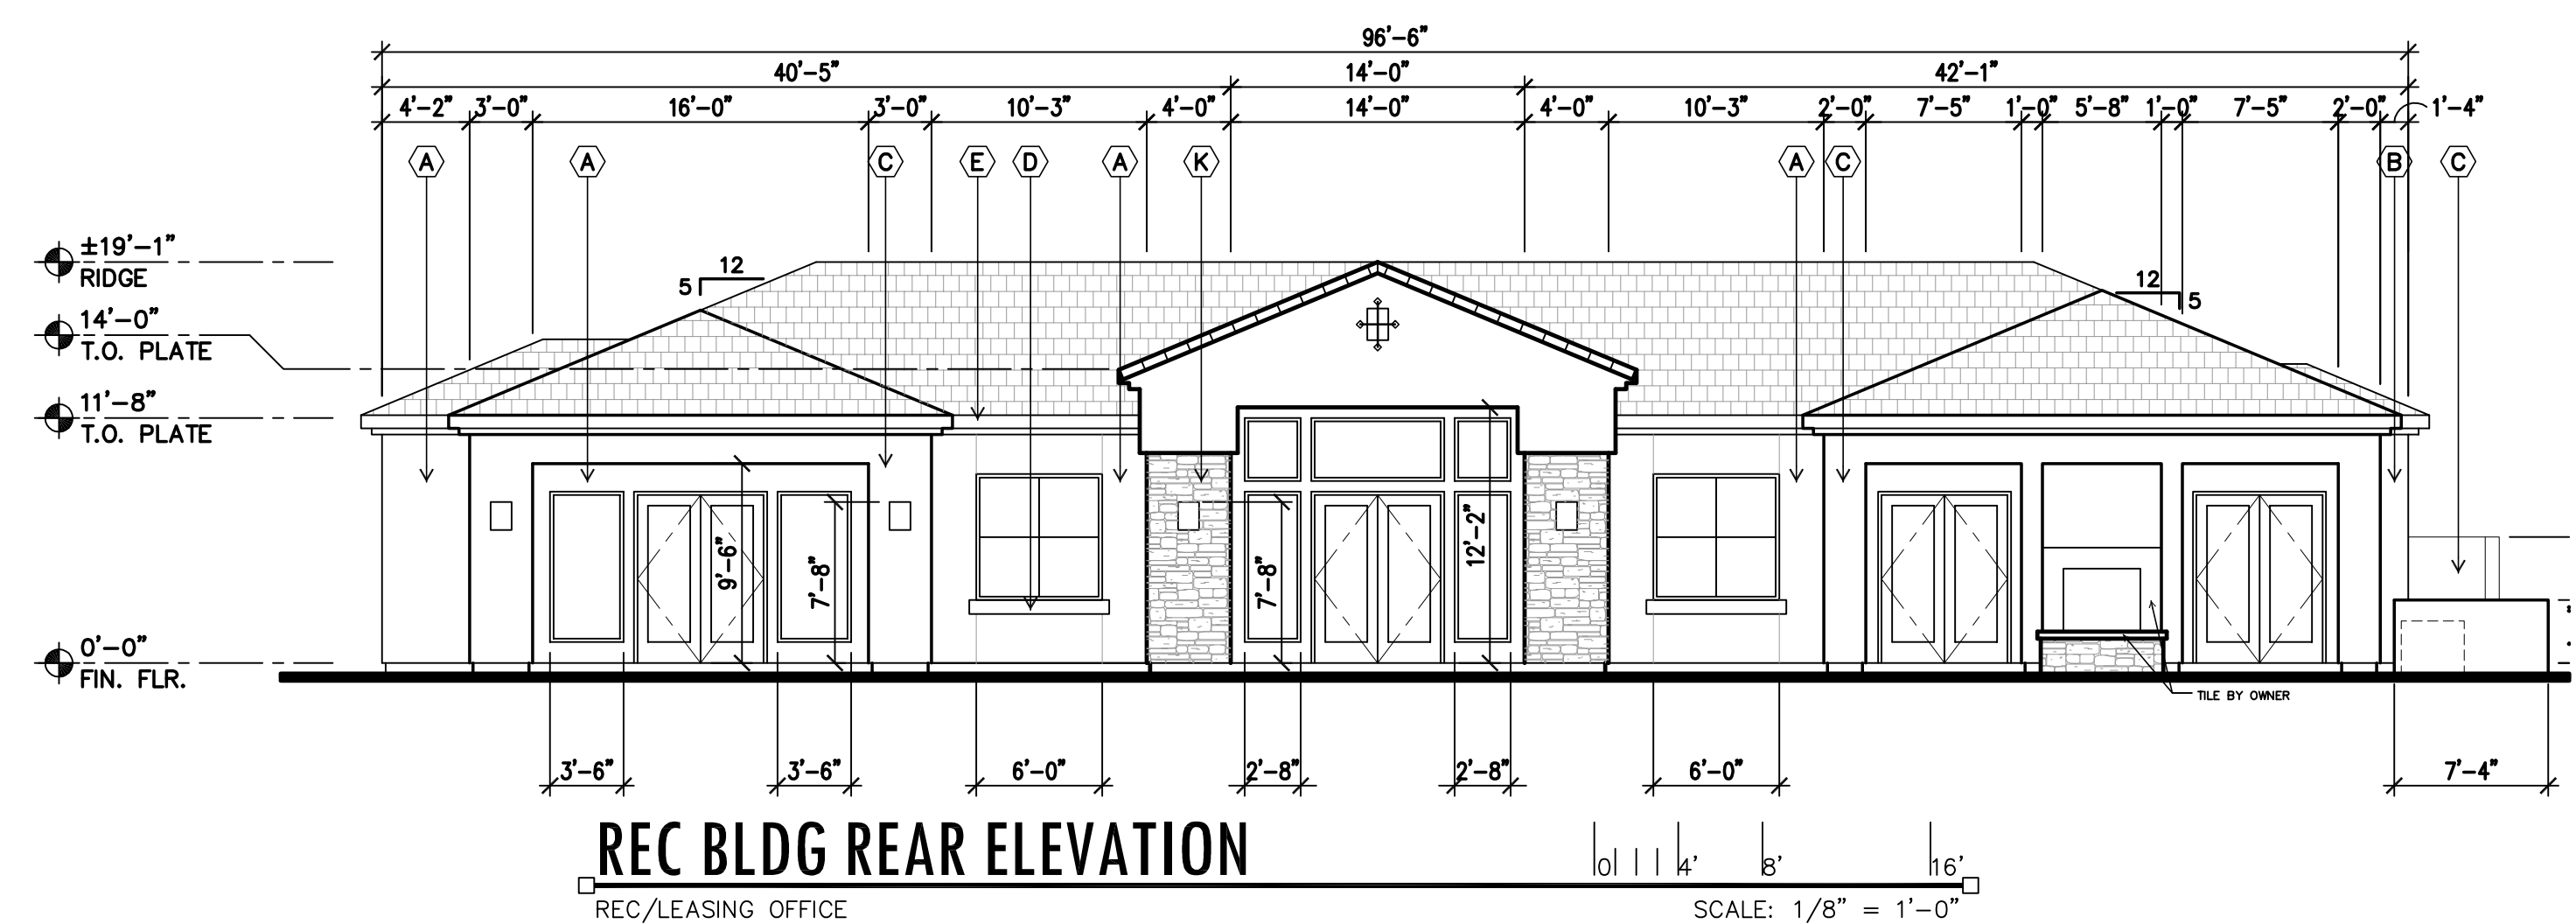 96'-6"
40'-5" 14'-0" 42'-1"
4'-2" 3'-0" 16'-0" 3'-0" 10'-3" 4'-0" 14'-0" 4'-0" 10'-3" 2'-0" 7'-5" 1'-0" 5'-8" 1'-0" 7'-5" 2'-0" 1'-4"
A A C E D A K A C B C
±19'-1"
RIDGE
12
5
12
5
14'-0"
T.O. PLATE
11'-8"
T.O. PLATE
9'-6"
7'-8"
7'-8"
12'-2"
0'-0"
FIN. FLR.
TILE BY OWNER
3'-6" 3'-6" 6'-0" 2'-8" 2'-8" 6'-0" 7'-4"
REC BLDG REAR ELEVATION
0 4' 8' 16'
REC/LEASING OFFICE
SCALE: 1/8" = 1'-0"